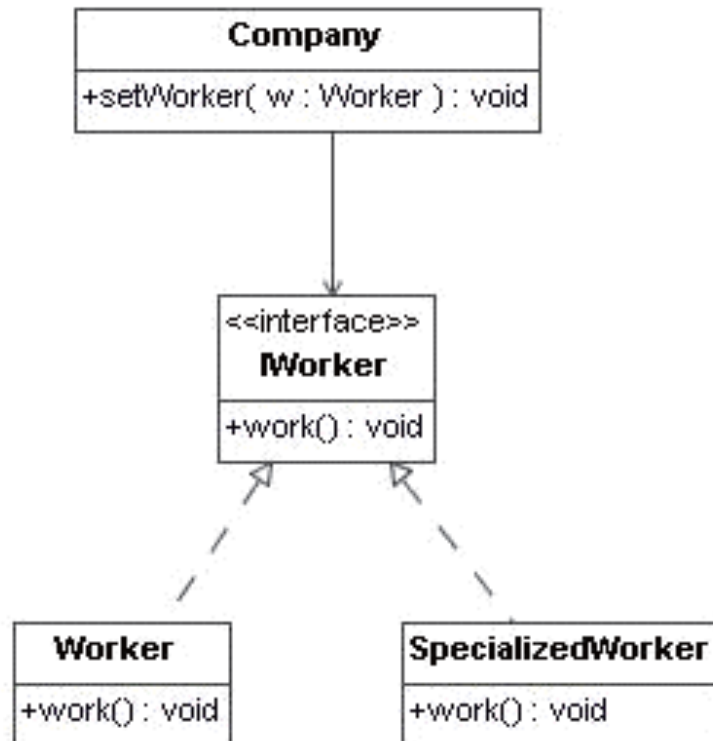 Company
+setWorker( w : Worker ) : void
<<interface>>
IWorker
+work() : void
Worker
+work() : void
SpecializedWorker
+work() : void